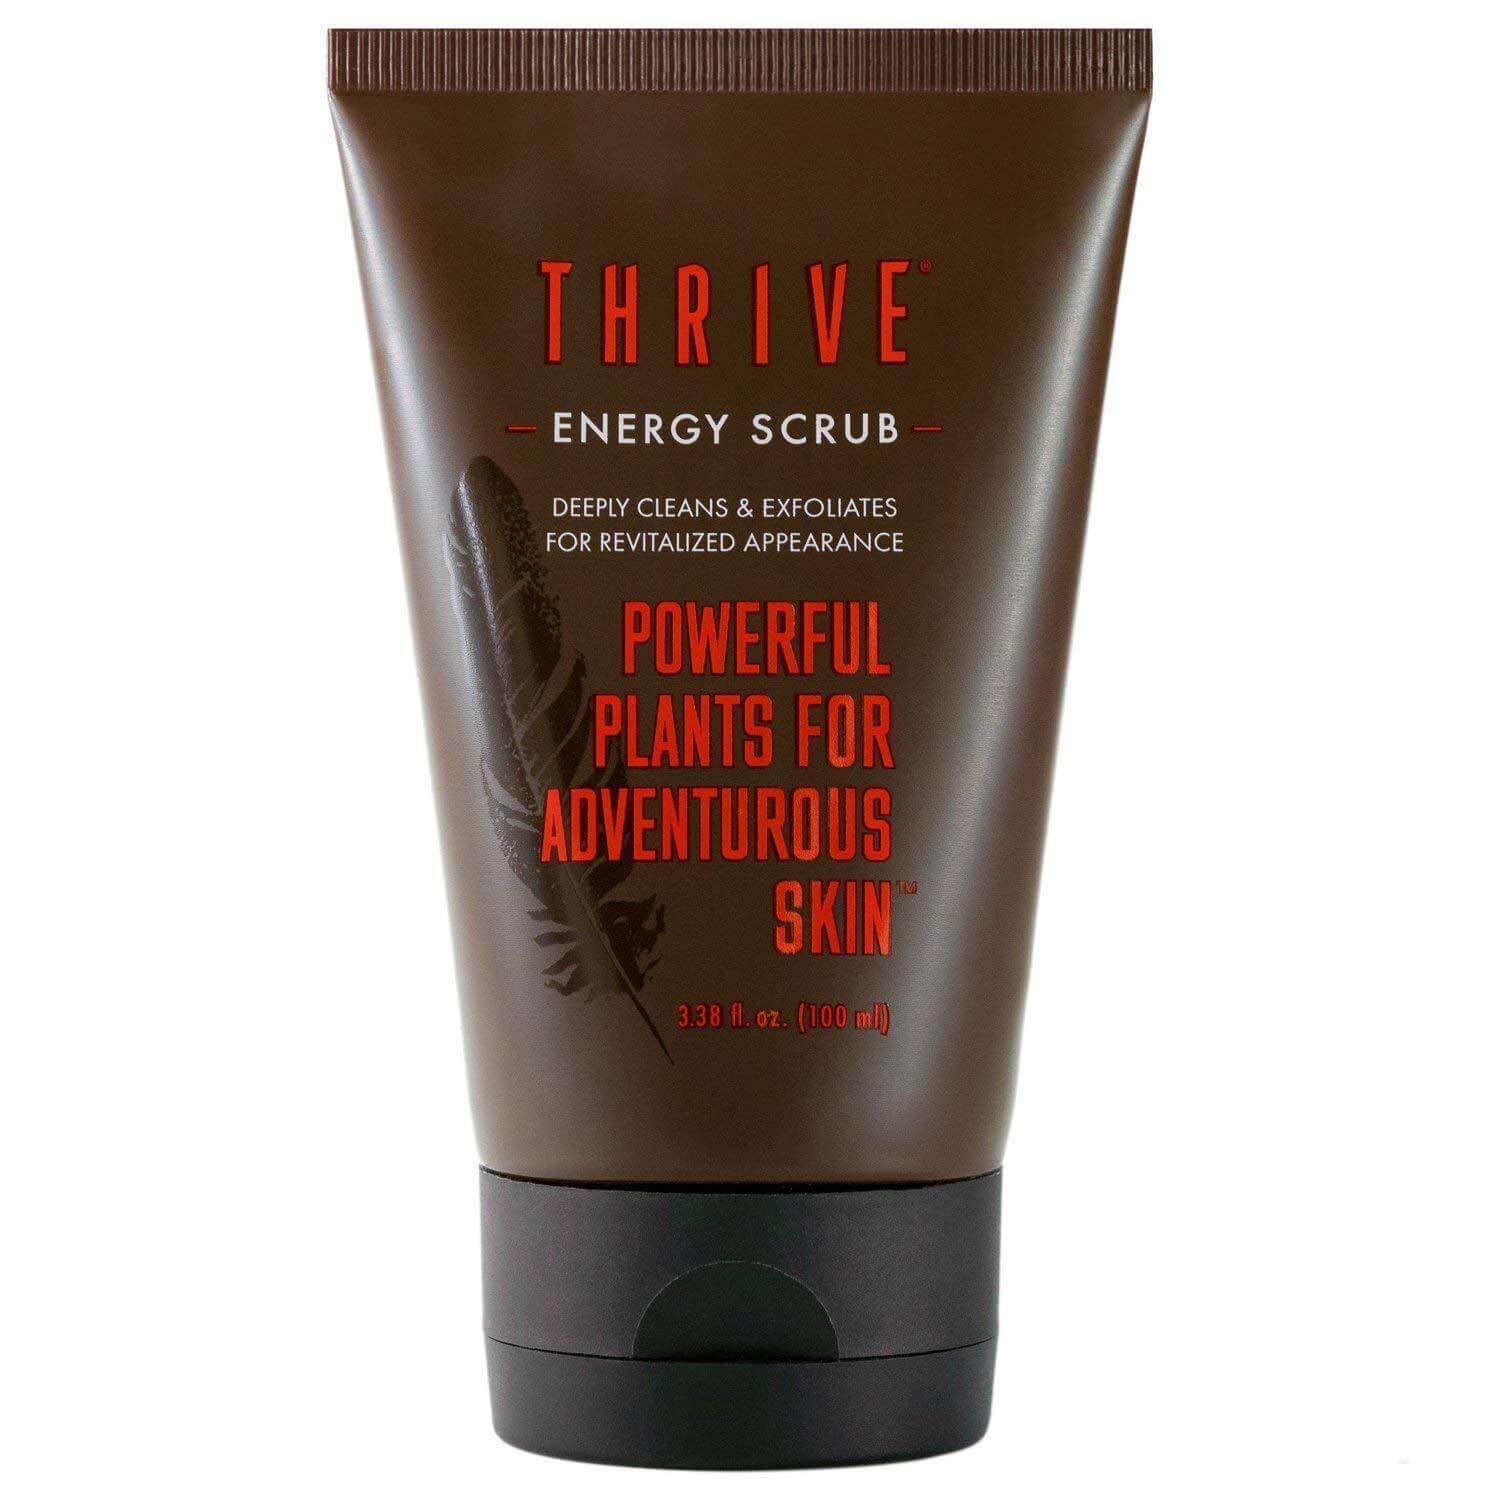 THRIVE®
ENERGY SCRUB
DEEPLY CLEANS & EXFOLIATES
FOR REVITALIZED APPEARANCE
POWERFUL
PLANTS FOR
ADVENTUROUS
SKIN™
3.38 fl. oz. (100 ml)